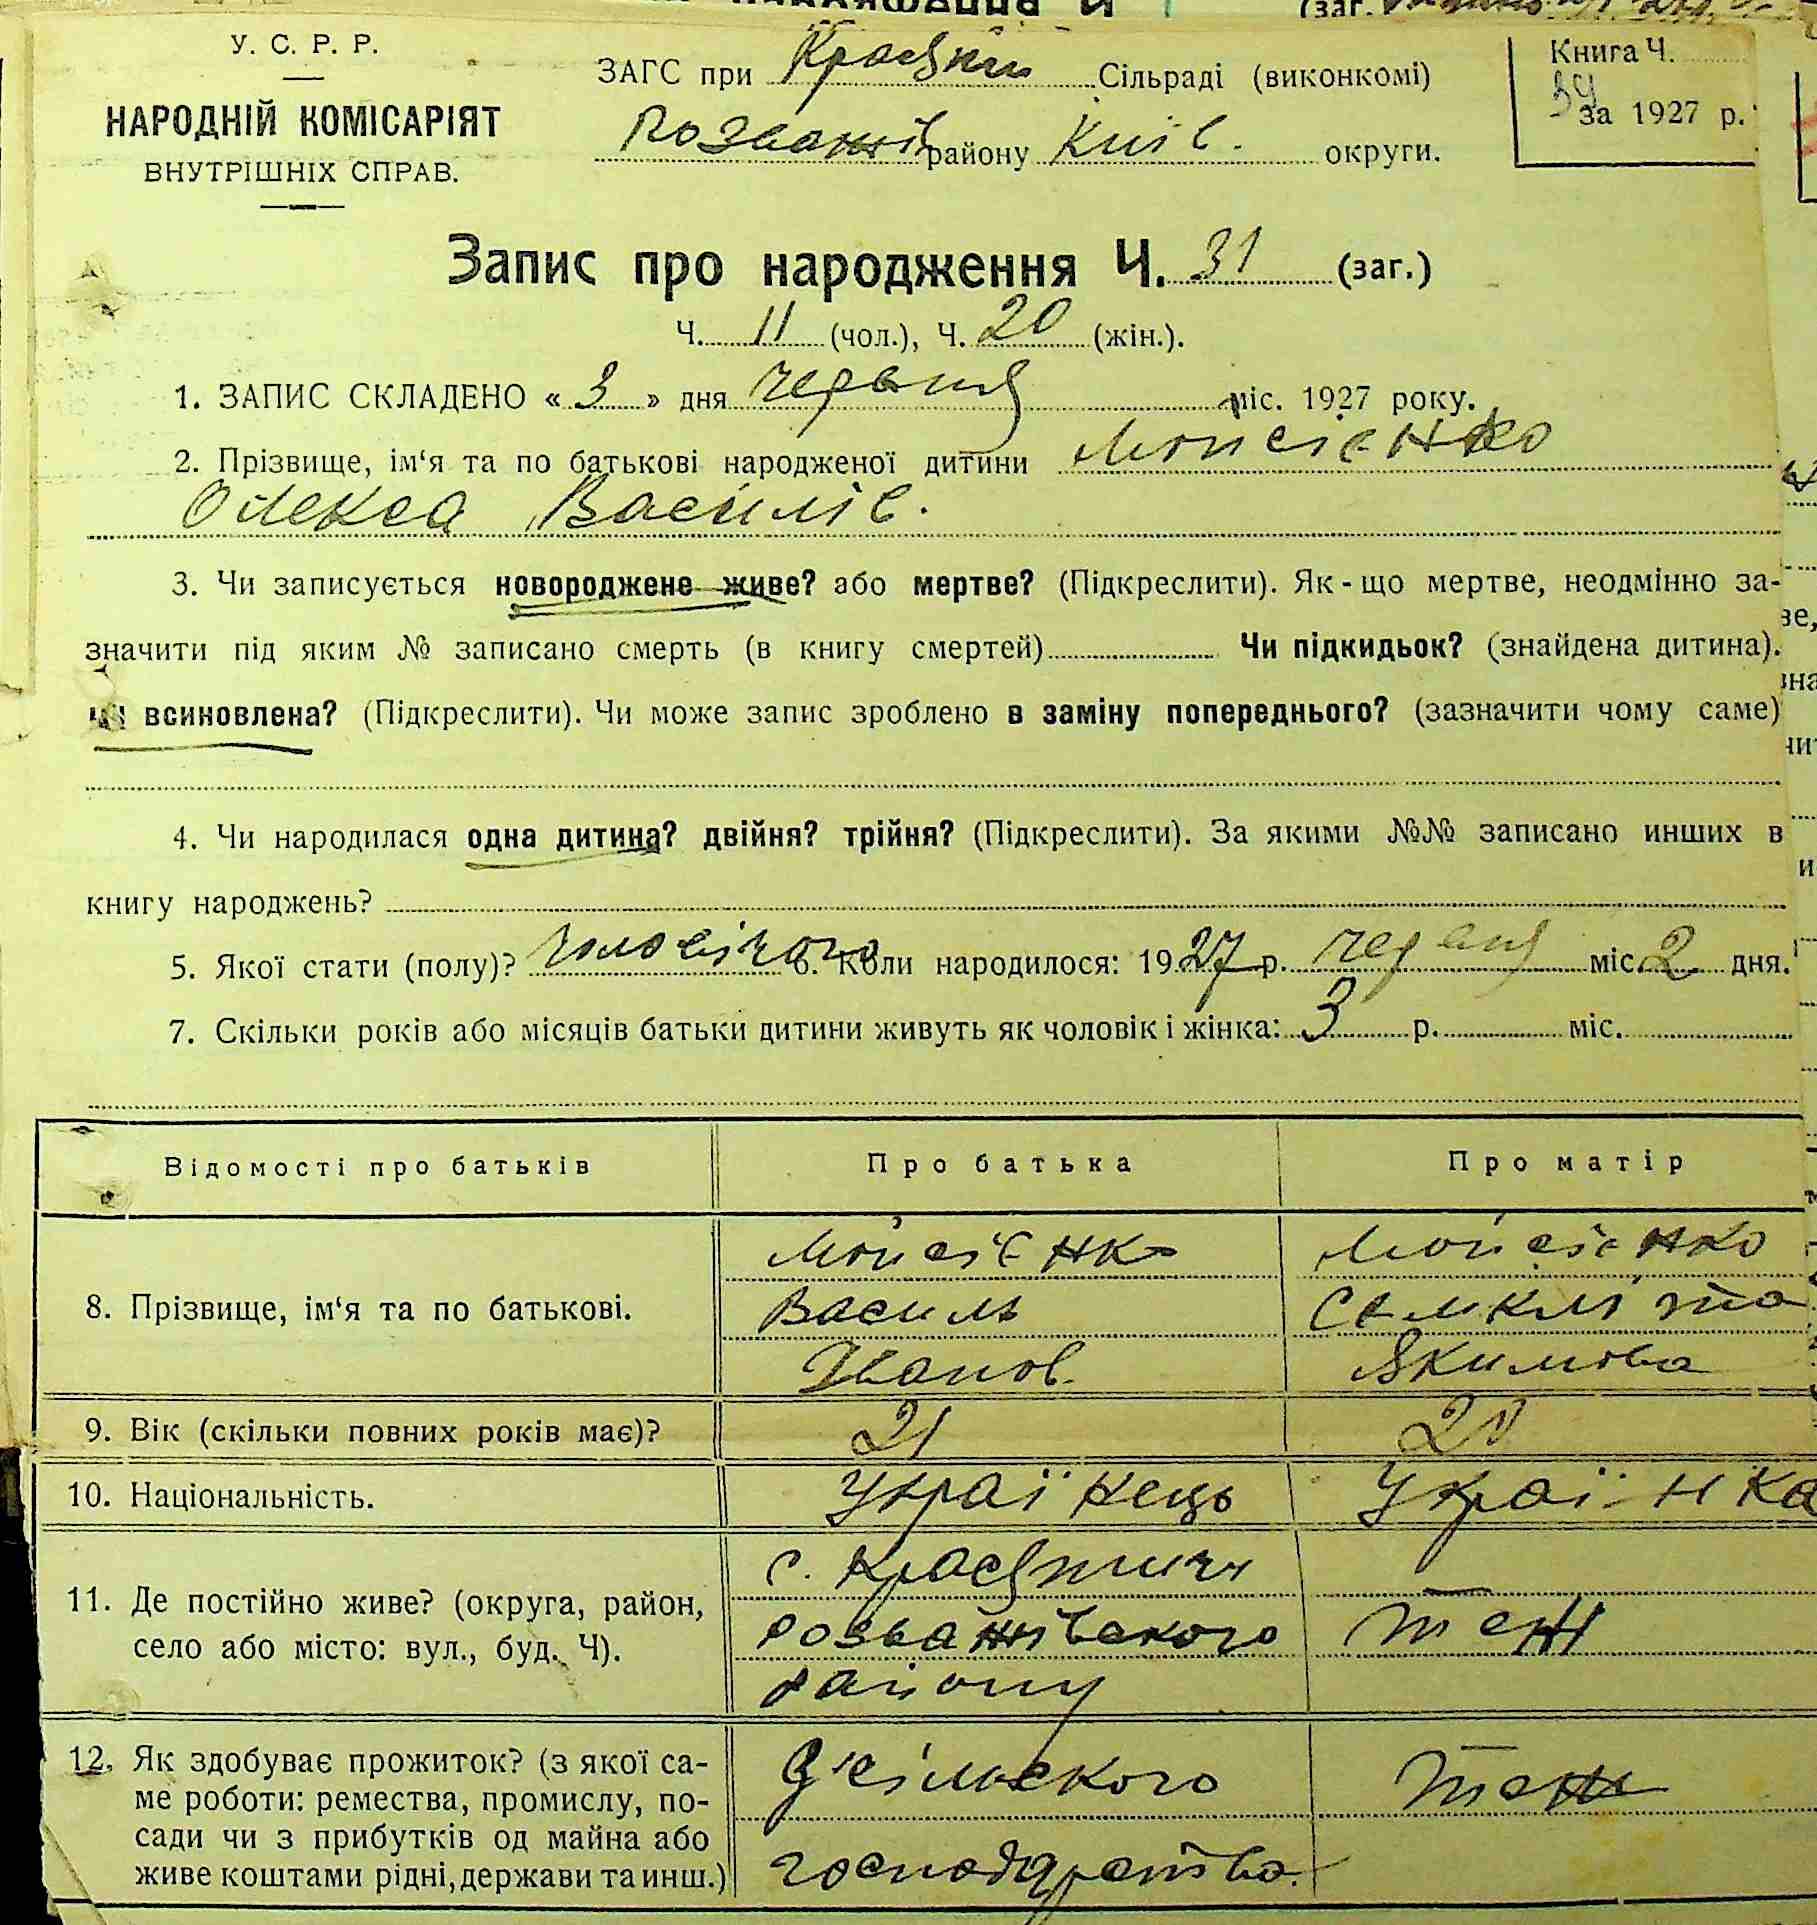 У. С. Р. Р.
НАРОДНІЙ КОМІСАРІЯТ
ВНУТРІШНІХ СПРАВ.
ЗАГС при Сільраді (виконкомі)
Розважів району Київ. округи.
Книга Ч.
за 1927 р.
Запис про народження Ч. 31 (заг.)
Ч. 11 (чол.), Ч. 20 (жін.).
1. ЗАПИС СКЛАДЕНО « 3 » дня червня міс. 1927 року.
2. Прізвище, ім‘я та по батькові народженої дитини Мойсієнко
Олекса Василів.
3. Чи записується новороджене живе? або мертве? (Підкреслити). Як-що мертве, неодмінно за-
значити під яким № записано смерть (в книгу смертей) Чи підкидьок? (знайдена дитина).
Чи всиновлена? (Підкреслити). Чи може запис зроблено в заміну попереднього? (зазначити чому саме)
4. Чи народилася одна дитина? двійня? трійня? (Підкреслити). За якими №№ записано инших в
книгу народжень?
5. Якої стати (полу)? чоловічого 6. Коли народилося: 1927 р. червня міс. 2 дня.
7. Скільки років або місяців батьки дитини живуть як чоловік і жінка: 3 р. міс.
Відомості про батьків Про батька Про матір
8. Прізвище, ім‘я та по батькові.
Мойсієнко Мойсієнко
Василь
Іванов. Якимова
9. Вік (скільки повних років має)? 21 20
10. Національність. Українець Українка
11. Де постійно живе? (округа, район,
село або місто: вул., буд. Ч).
с.
розважівского теж
району
12. Як здобуває прожиток? (з якої са-
ме роботи: ремества, промислу, по-
сади чи з прибутків од майна або
живе коштами рідні, держави та инш.)
З сільского теж
господарства.